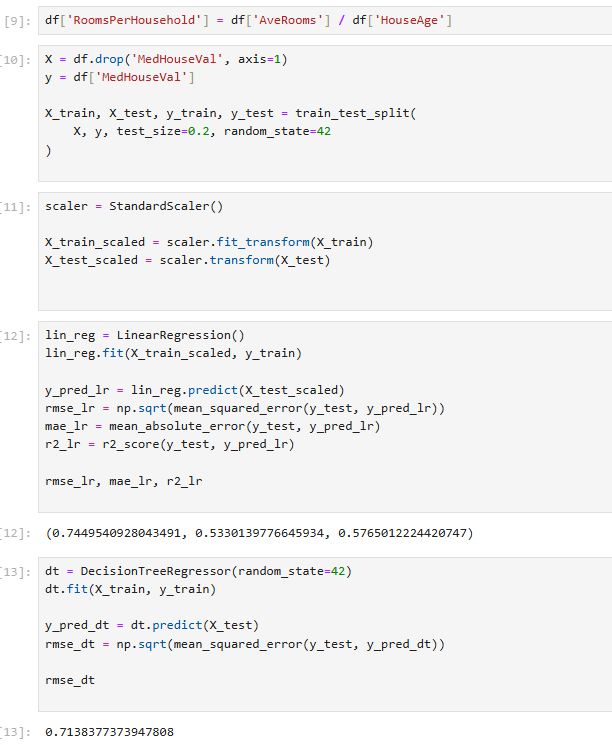 [9]: df['RoomsPerHousehold'] = df['AveRooms'] / df['HouseAge']
[10]: X = df.drop('MedHouseVal', axis=1)
y = df['MedHouseVal']
X_train, X_test, y_train, y_test = train_test_split(
X, y, test_size=0.2, random_state=42
)
[11]: scaler = StandardScaler()
X_train_scaled = scaler.fit_transform(X_train)
X_test_scaled = scaler.transform(X_test)
[12]: lin_reg = LinearRegression()
lin_reg.fit(X_train_scaled, y_train)
y_pred_lr = lin_reg.predict(X_test_scaled)
rmse_lr = np.sqrt(mean_squared_error(y_test, y_pred_lr))
mae_lr = mean_absolute_error(y_test, y_pred_lr)
r2_lr = r2_score(y_test, y_pred_lr)
rmse_lr, mae_lr, r2_lr
[12]: (0.7449540928043491, 0.5330139776645934, 0.5765012224420747)
[13]: dt = DecisionTreeRegressor(random_state=42)
dt.fit(X_train, y_train)
y_pred_dt = dt.predict(X_test)
rmse_dt = np.sqrt(mean_squared_error(y_test, y_pred_dt))
rmse_dt
[13]: 0.7138377373947808